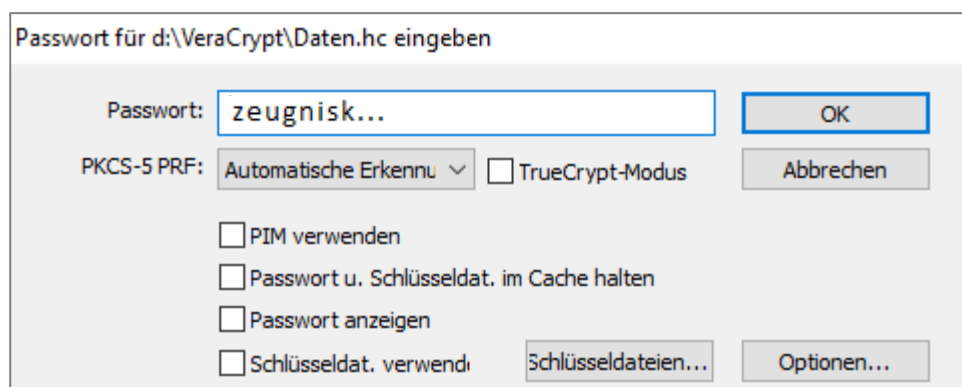 Passwort für d:\VeraCrypt\Daten.hc eingeben
Passwort: zeugnisk... OK
PKCS-5 PRF: Automatische Erkennu TrueCrypt-Modus Abbrechen
PIM verwenden
Passwort u. Schlüsseldat. im Cache halten
Passwort anzeigen
Schlüsseldat. verwende Schlüsseldateien... Optionen...